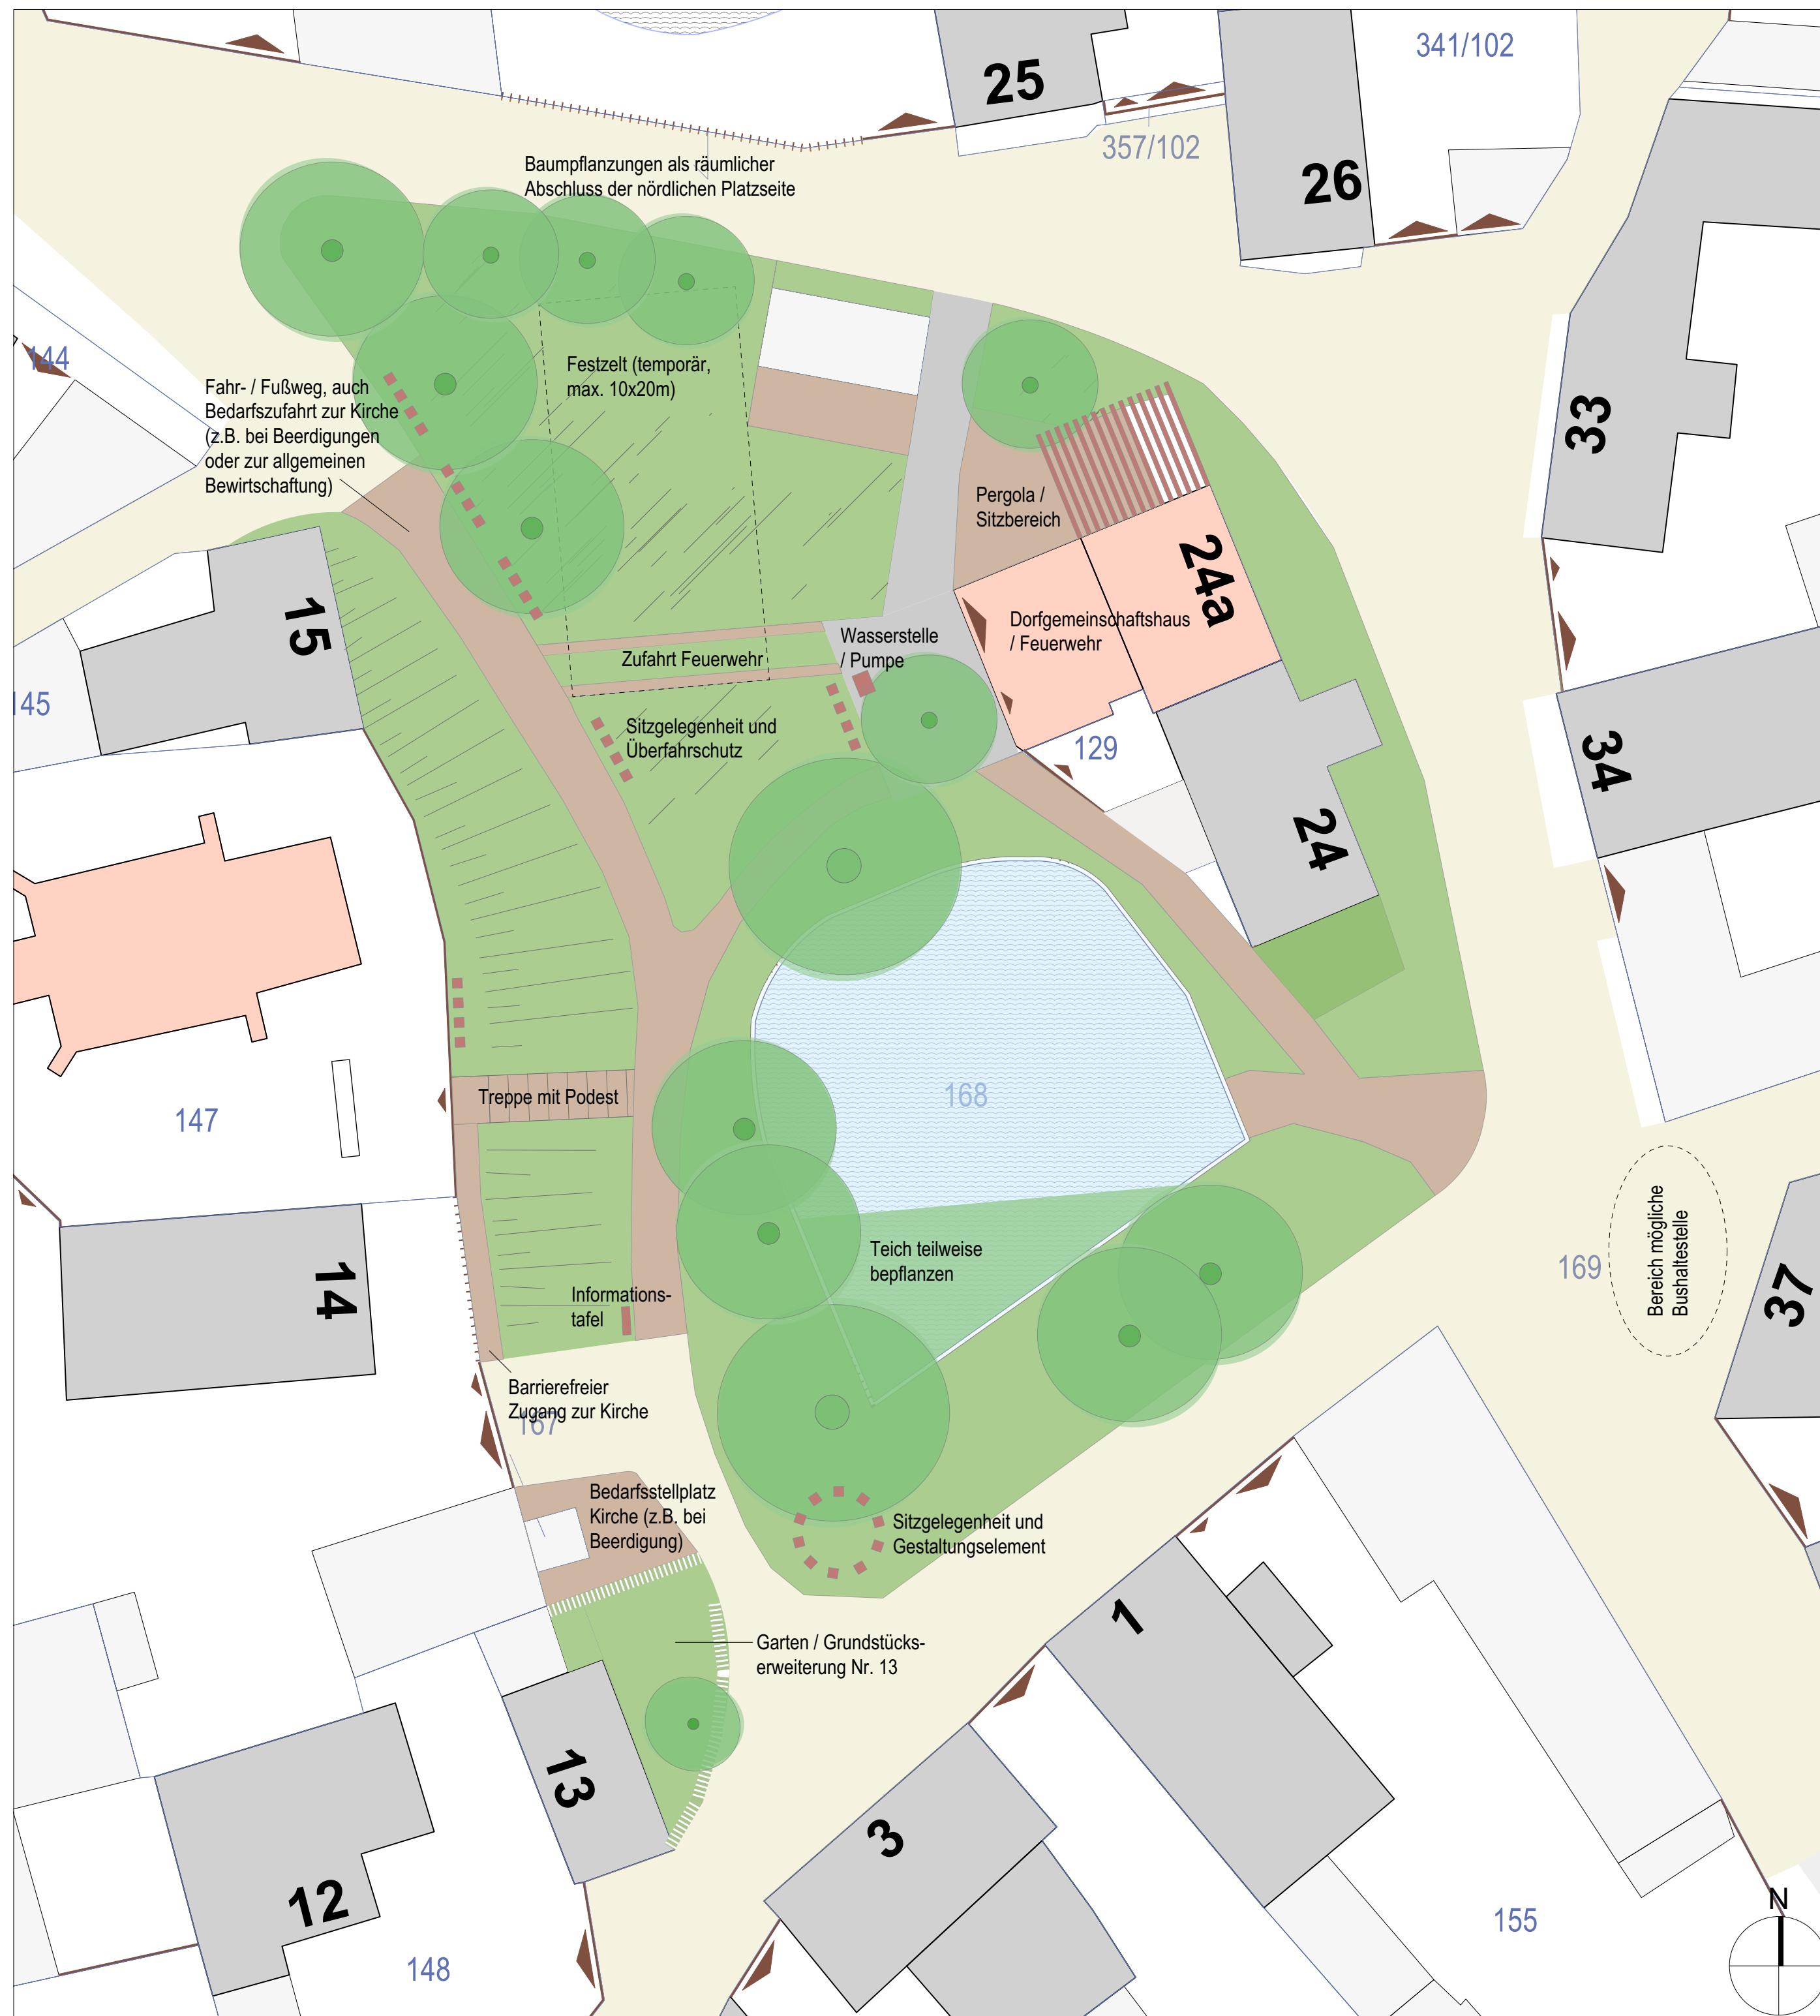 25
341/102
26
357/102
Baumpflanzungen als räumlicher
Abschluss der nördlichen Platzseite
144
Fahr- / Fußweg, auch
Bedarfszufahrt zur Kirche
(z.B. bei Beerdigungen
oder zur allgemeinen
Bewirtschaftung)
Festzelt (temporär,
max. 10x20m)
33
Pergola /
Sitzbereich
24a
15
Dorfgemeinschaftshaus
/ Feuerwehr
Wasserstelle
/ Pumpe
Zufahrt Feuerwehr
145
Sitzgelegenheit und
Überfahrschutz
129
34
24
168
Treppe mit Podest
147
14
Teich teilweise
bepflanzen
169
Bereich mögliche
Bushaltestelle
37
Informations-
tafel
Barrierefreier
Zugang zur Kirche
167
Bedarfsstellplatz
Kirche (z.B. bei
Beerdigung)
Sitzgelegenheit und
Gestaltungselement
1
Garten / Grundstücks-
erweiterung Nr. 13
13
3
12
148
155
N